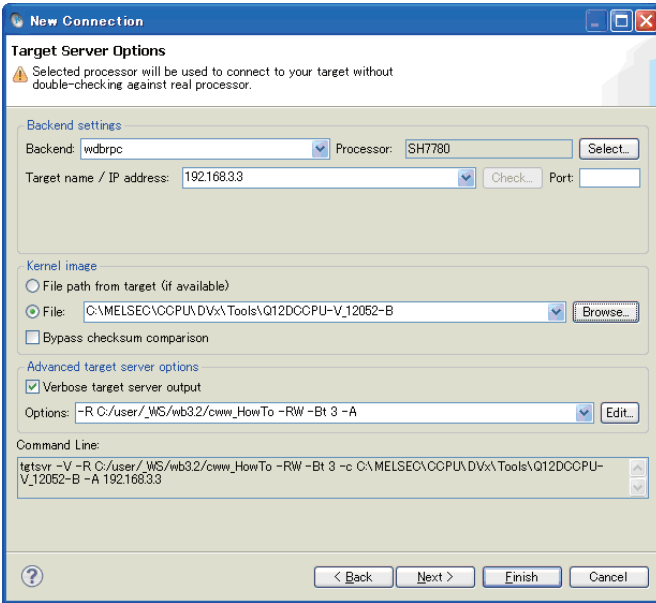 New Connection
Target Server Options
Selected processor will be used to connect to your target without
double-checking against real processor.
Backend settings
Backend: wdbrpc Processor: SH7780 Select...
Target name / IP address: 192.168.3.3 Check... Port:
Kernel image
File path from target (if available)
File: C:\MELSEC\CCPU\DVx\Tools\Q12DCCPU-V_12052-B Browse...
Bypass checksum comparison
Advanced target server options
Verbose target server output
Options: -R C:/user/_WS/wb3.2/cww_HowTo -RW -Bt 3 -A Edit...
Command Line:
tgtsvr -V -R C:/user/_WS/wb3.2/cww_HowTo -RW -Bt 3 -c C:\MELSEC\CCPU\DVx\Tools\Q12DCCPU-
V_12052-B -A 192.168.3.3
? < Back Next > Finish Cancel